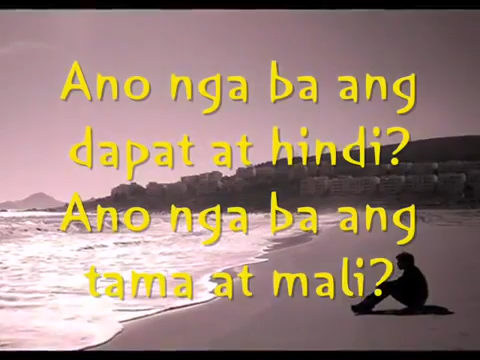 Ano nga ba ang
dapat at hindi?
Ano nga ba ang
tama at mali?